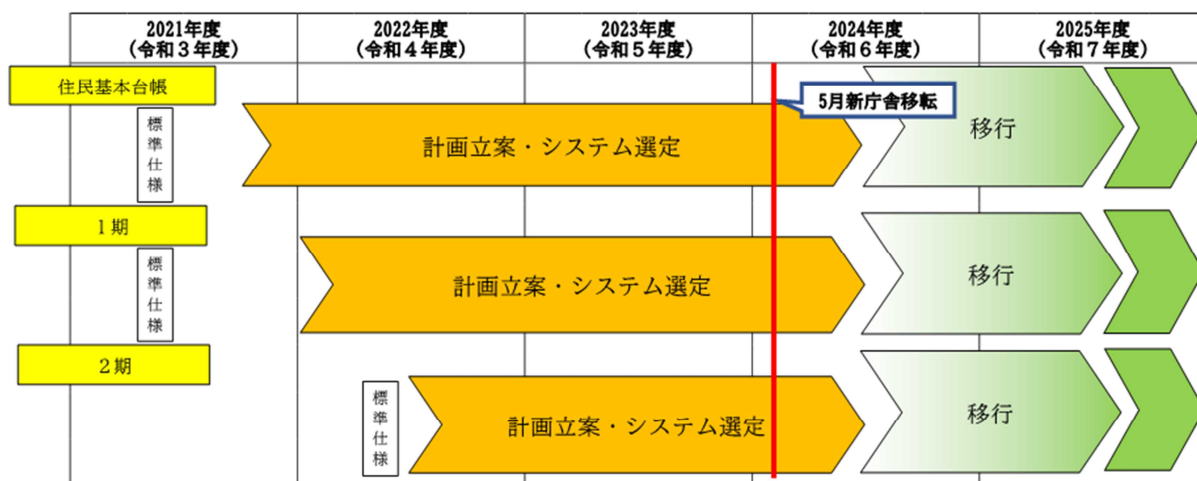 2021年度
(令和３年度)
2022年度
(令和４年度)
2023年度
(令和５年度)
2024年度
(令和６年度)
2025年度
(令和７年度)
住民基本台帳
標準仕様
計画立案・システム選定
5月新庁舎移転
移行
１期
標準仕様
計画立案・システム選定
移行
２期
標準仕様
計画立案・システム選定
移行